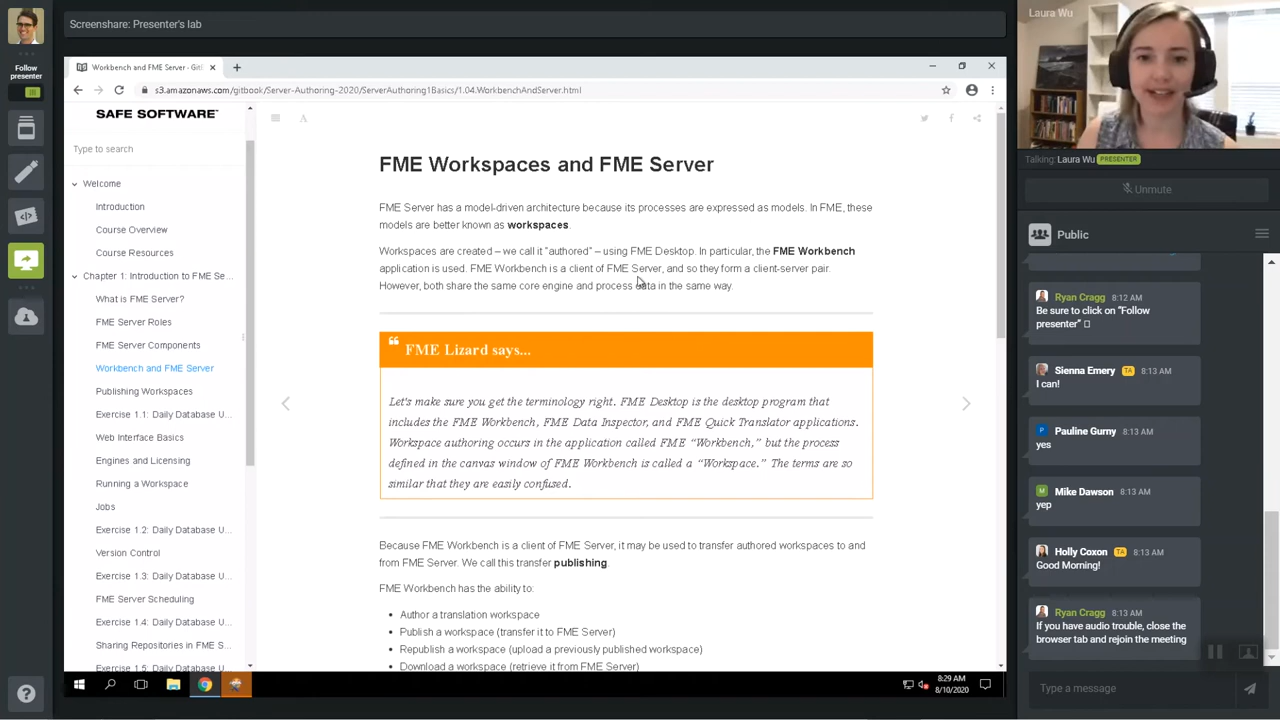 Screenshare: Presenter's lab
Follow
presenter
Workbench and FME Server - Git
s3.amazonaws.com/gitbook/Server-Authoring-2020/ServerAuthoring1Basics/1.04.WorkbenchAndServer.html
SAFE SOFTWARE™
Type to search
Welcome
Introduction
Course Overview
Course Resources
Chapter 1: Introduction to FME Se...
What is FME Server?
FME Server Roles
FME Server Components
Workbench and FME Server
Publishing Workspaces
Exercise 1.1: Daily Database U...
Web Interface Basics
Engines and Licensing
Running a Workspace
Jobs
Exercise 1.2: Daily Database U...
Version Control
Exercise 1.3: Daily Database U...
FME Server Scheduling
Exercise 1.4: Daily Database U...
Sharing Repositories in FME S...
Exercise 1.5: Daily Database U...
A
FME Workspaces and FME Server
FME Server has a model-driven architecture because its processes are expressed as models. In FME, these
models are better known as workspaces.
Workspaces are created – we call it "authored" – using FME Desktop. In particular, the FME Workbench
application is used. FME Workbench is a client of FME Server, and so they form a client-server pair.
However, both share the same core engine and process data in the same way.
FME Lizard says...
Let's make sure you get the terminology right. FME Desktop is the desktop program that
includes the FME Workbench, FME Data Inspector, and FME Quick Translator applications.
Workspace authoring occurs in the application called FME “Workbench,” but the process
defined in the canvas window of FME Workbench is called a “Workspace.” The terms are so
similar that they are easily confused.
Because FME Workbench is a client of FME Server, it may be used to transfer authored workspaces to and
from FME Server. We call this transfer publishing.
FME Workbench has the ability to:
• Author a translation workspace
• Publish a workspace (transfer it to FME Server)
• Republish a workspace (upload a previously published workspace)
• Download a workspace (retrieve it from FME Server)
8:29 AM
8/10/2020
Laura Wu
Talking: Laura Wu PRESENTER
Unmute
Public
Ryan Cragg 8:12 AM
Be sure to click on "Follow
presenter"
Sienna Emery TA 8:13 AM
I can!
P
Pauline Gurny 8:13 AM
yes
M
Mike Dawson 8:13 AM
yep
Holly Coxon TA 8:13 AM
Good Morning!
Ryan Cragg 8:13 AM
If you have audio trouble, close the
browser tab and rejoin the meeting
Type a message